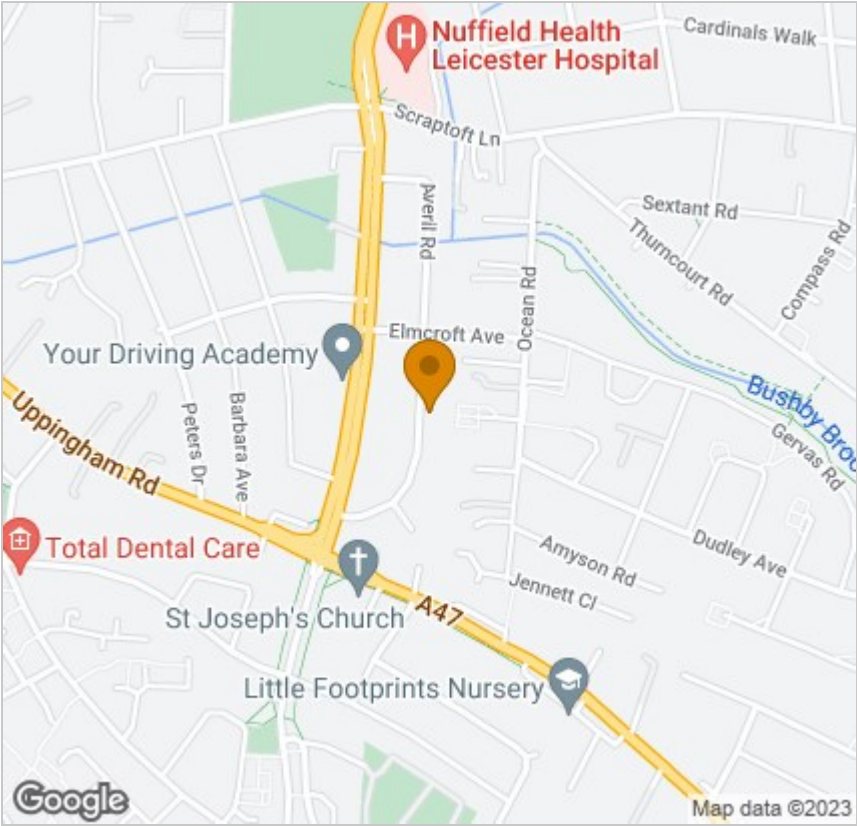 Nuffield Health
Leicester Hospital
Cardinals Walk
Scraptoft Ln
Averil Rd
Sextant Rd
Thurncourt Rd
Compass Rd
Ocean Rd
Elmcroft Ave
Your Driving Academy
Bushby Broo
Uppingham Rd
Peters Dr
Barbara Ave
Gervas Rd
Total Dental Care
Dudley Ave
Amyson Rd
Jennett Cl
St Joseph's Church
A47
Little Footprints Nursery
Google
Map data ©2023